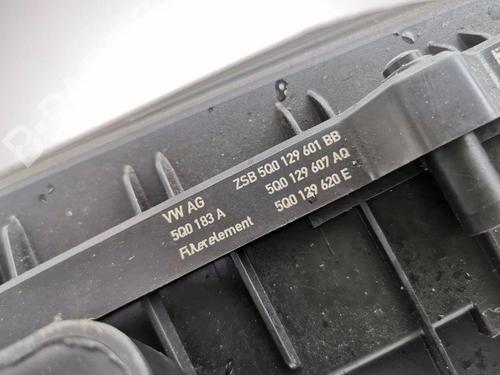 VW AG
5Q0 183 A
Filterelement
ZSB 5Q0 129 601 BB
5Q0 129 607 AQ
5Q0 129 620 E